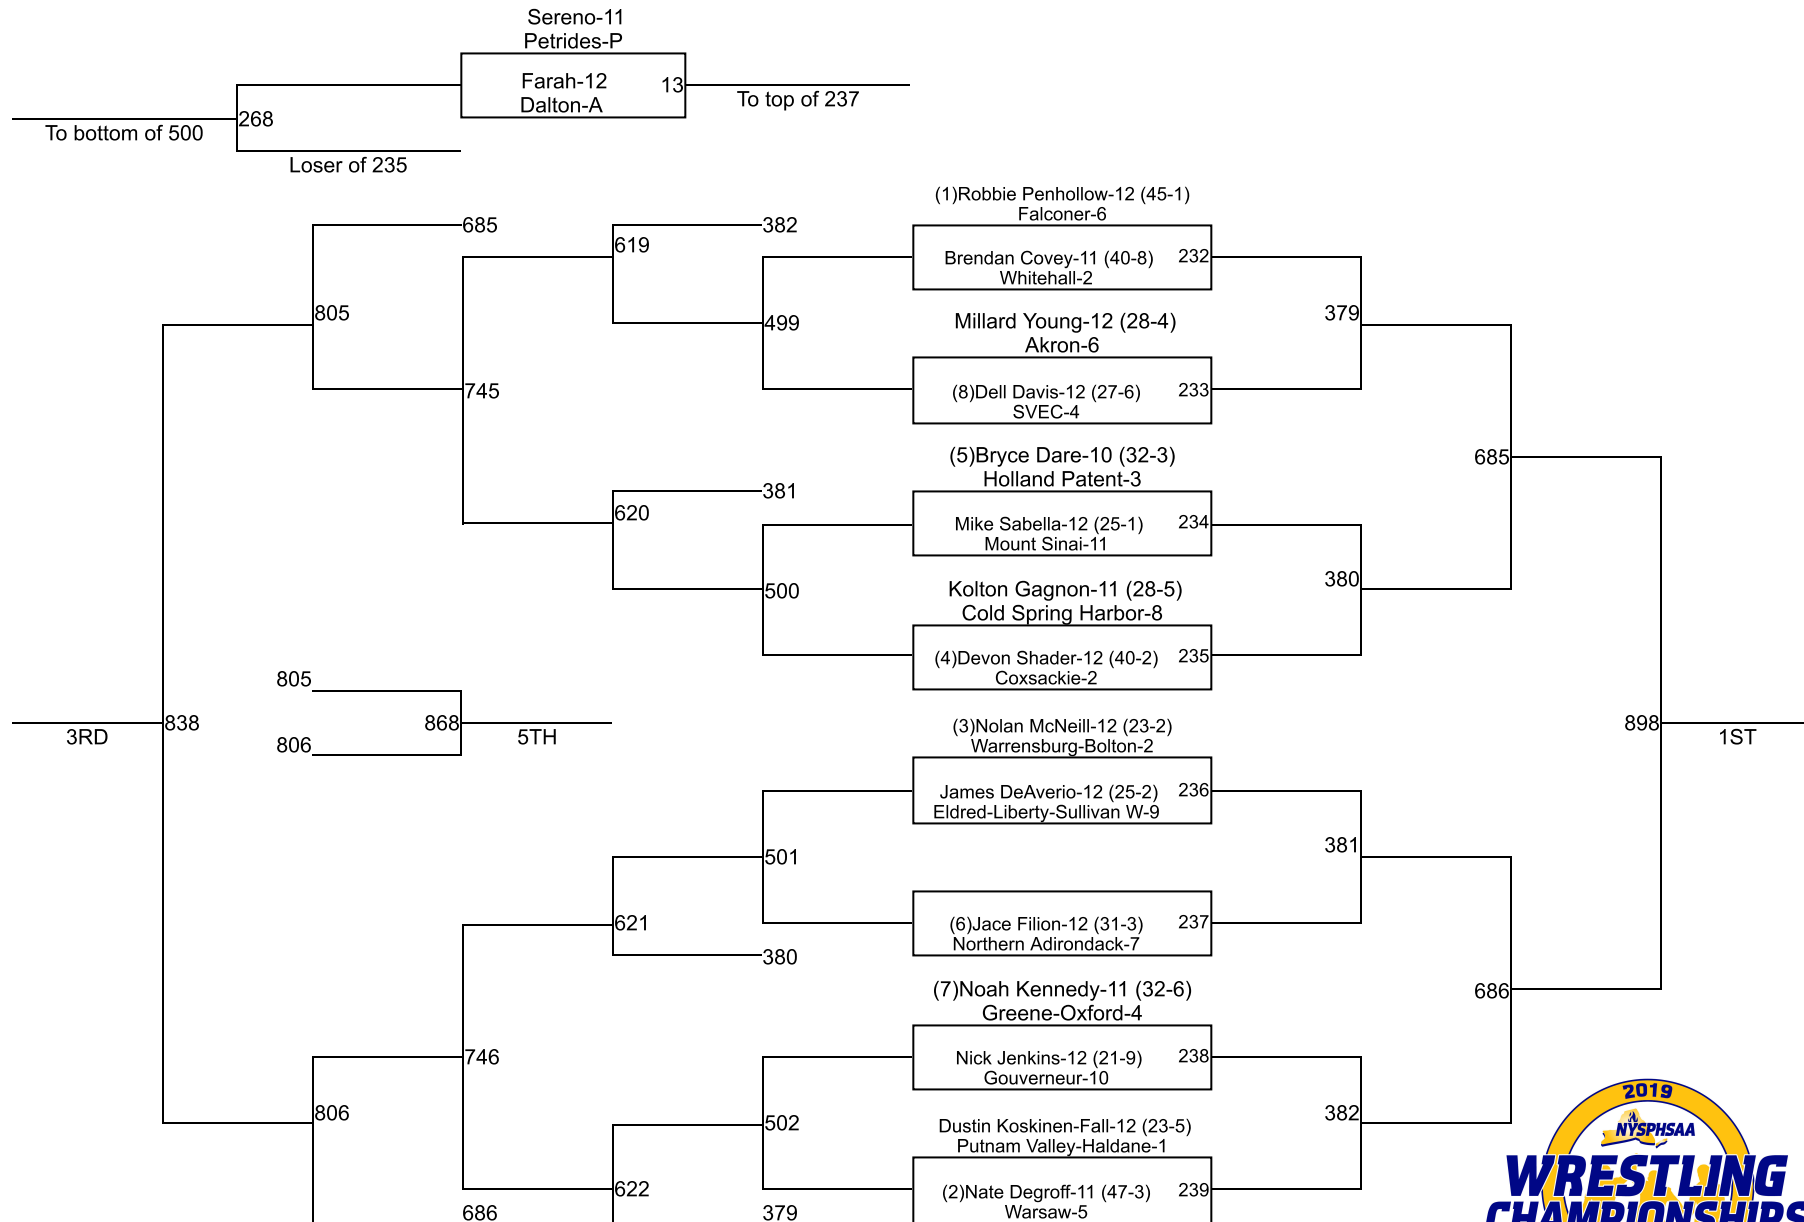 Sereno-11
Petrides-P
Farah-12
Dalton-A
13
To top of 237
268
To bottom of 500
Loser of 235
(1)Robbie Penhollow-12 (45-1)
Falconer-6
685
382
619
Brendan Covey-11 (40-8)
232
Whitehall-2
805
499
Millard Young-12 (28-4)
379
Akron-6
745
(8)Dell Davis-12 (27-6)
233
SVEC-4
(5)Bryce Dare-10 (32-3)
685
Holland Patent-3
381
620
Mike Sabella-12 (25-1)
234
Mount Sinai-11
500
Kolton Gagnon-11 (28-5)
380
Cold Spring Harbor-8
(4)Devon Shader-12 (40-2)
235
Coxsackie-2
805
838
868
898
3RD
806
5TH
1ST
(3)Nolan McNeill-12 (23-2)
Warrensburg-Bolton-2
James DeAverio-12 (25-2)
236
Eldred-Liberty-Sullivan W-9
501
381
621
(6)Jace Filion-12 (31-3)
237
Northern Adirondack-7
380
(7)Noah Kennedy-11 (32-6)
686
Greene-Oxford-4
746
Nick Jenkins-12 (21-9)
238
Gouverneur-10
806
502
Dustin Koskinen-Fall-12 (23-5)
382
Putnam Valley-Haldane-1
622
(2)Nate Degroff-11 (47-3)
239
Warsaw-5
686
379
2019
NYSPHSAA
WRESTLING
CHAMPIONSHIPS